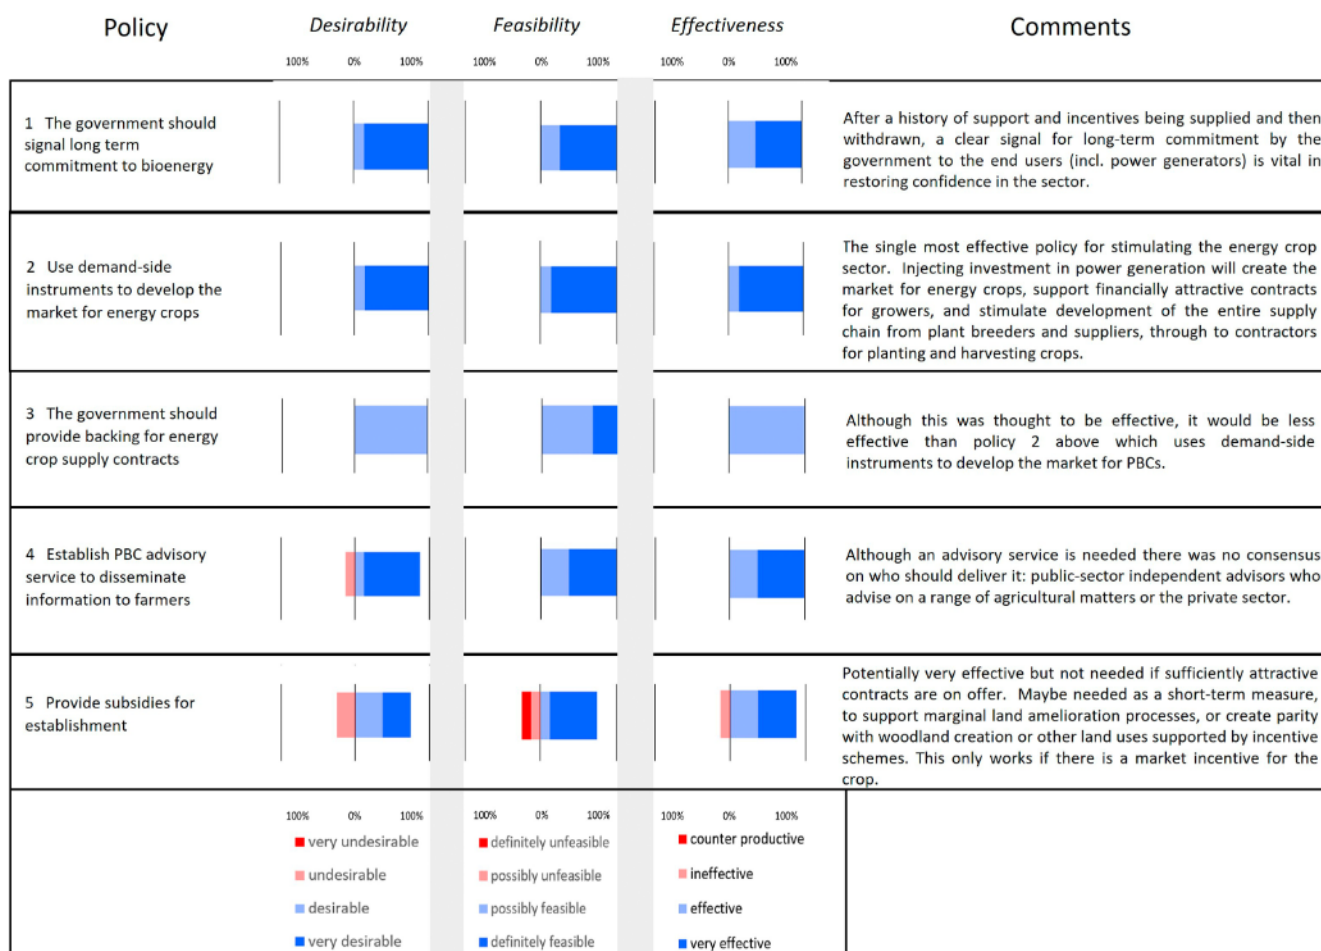 Policy
Desirability
Feasibility
Effectiveness
Comments
100% 0% 100%
100% 0% 100%
100% 0% 100%
1 The government should
signal long term
commitment to bioenergy
After a history of support and incentives being supplied and then
withdrawn, a clear signal for long-term commitment by the
government to the end users (incl. power generators) is vital in
restoring confidence in the sector.
2 Use demand-side
instruments to develop the
market for energy crops
The single most effective policy for stimulating the energy crop
sector. Injecting investment in power generation will create the
market for energy crops, support financially attractive contracts
for growers, and stimulate development of the entire supply
chain from plant breeders and suppliers, through to contractors
for planting and harvesting crops.
3 The government should
provide backing for energy
crop supply contracts
Although this was thought to be effective, it would be less
effective than policy 2 above which uses demand-side
instruments to develop the market for PBCs.
4 Establish PBC advisory
service to disseminate
information to farmers
Although an advisory service is needed there was no consensus
on who should deliver it: public-sector independent advisors who
advise on a range of agricultural matters or the private sector.
5 Provide subsidies for
establishment
Potentially very effective but not needed if sufficiently attractive
contracts are on offer. Maybe needed as a short-term measure,
to support marginal land amelioration processes, or create parity
with woodland creation or other land uses supported by incentive
schemes. This only works if there is a market incentive for the
crop.
100% 0% 100%
100% 0% 100%
100% 0% 100%
very undesirable
undesirable
desirable
very desirable
definitely unfeasible
possibly unfeasible
possibly feasible
definitely feasible
counter productive
ineffective
effective
very effective